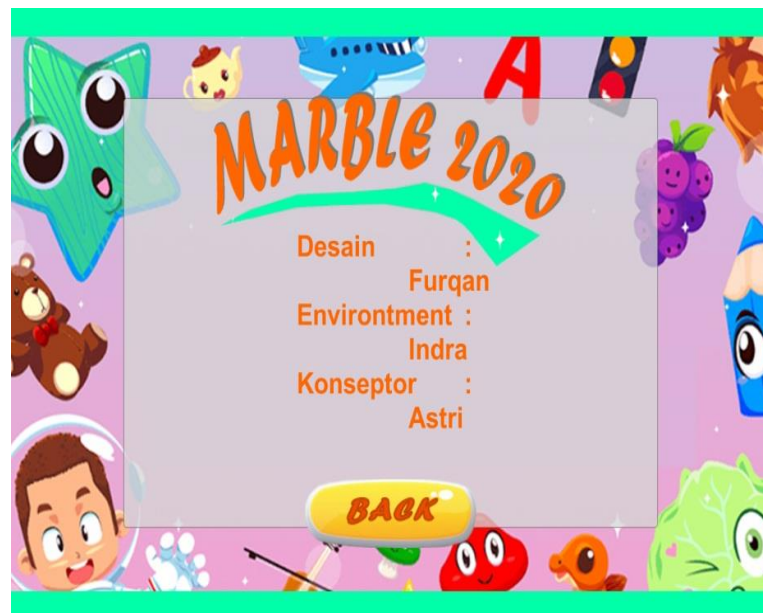 A
MARBLE 2020
Desain :
Furqan
Environtment :
Indra
Konseptor :
Astri
BACK